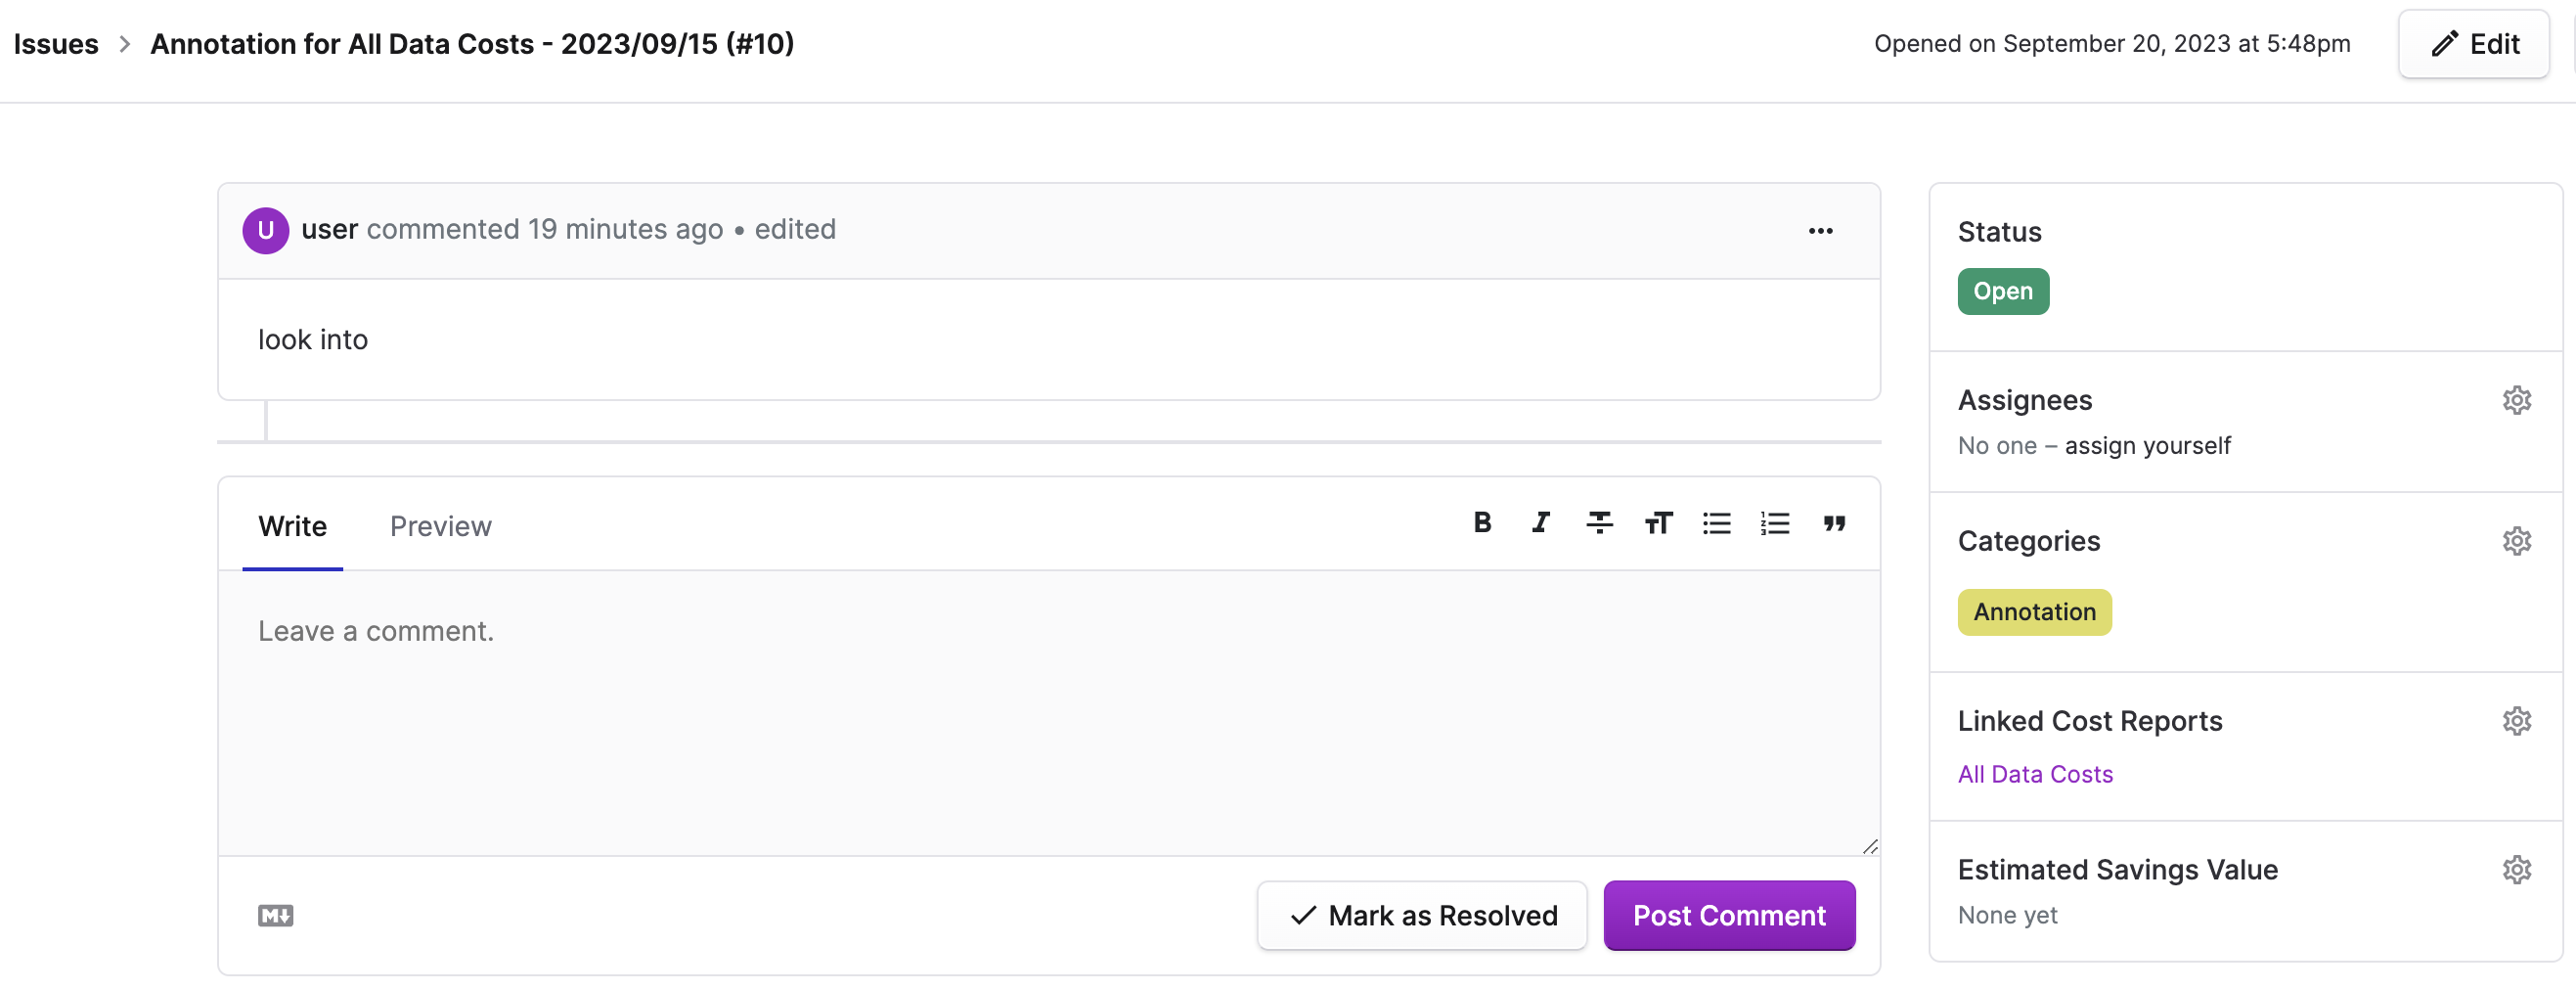 Issues > Annotation for All Data Costs - 2023/09/15 (#10)
Opened on September 20, 2023 at 5:48pm
Edit
U user commented 19 minutes ago • edited
look into
Write Preview
Leave a comment.
Mark as Resolved
Post Comment
Status
Open
Assignees
No one – assign yourself
Categories
Annotation
Linked Cost Reports
All Data Costs
Estimated Savings Value
None yet